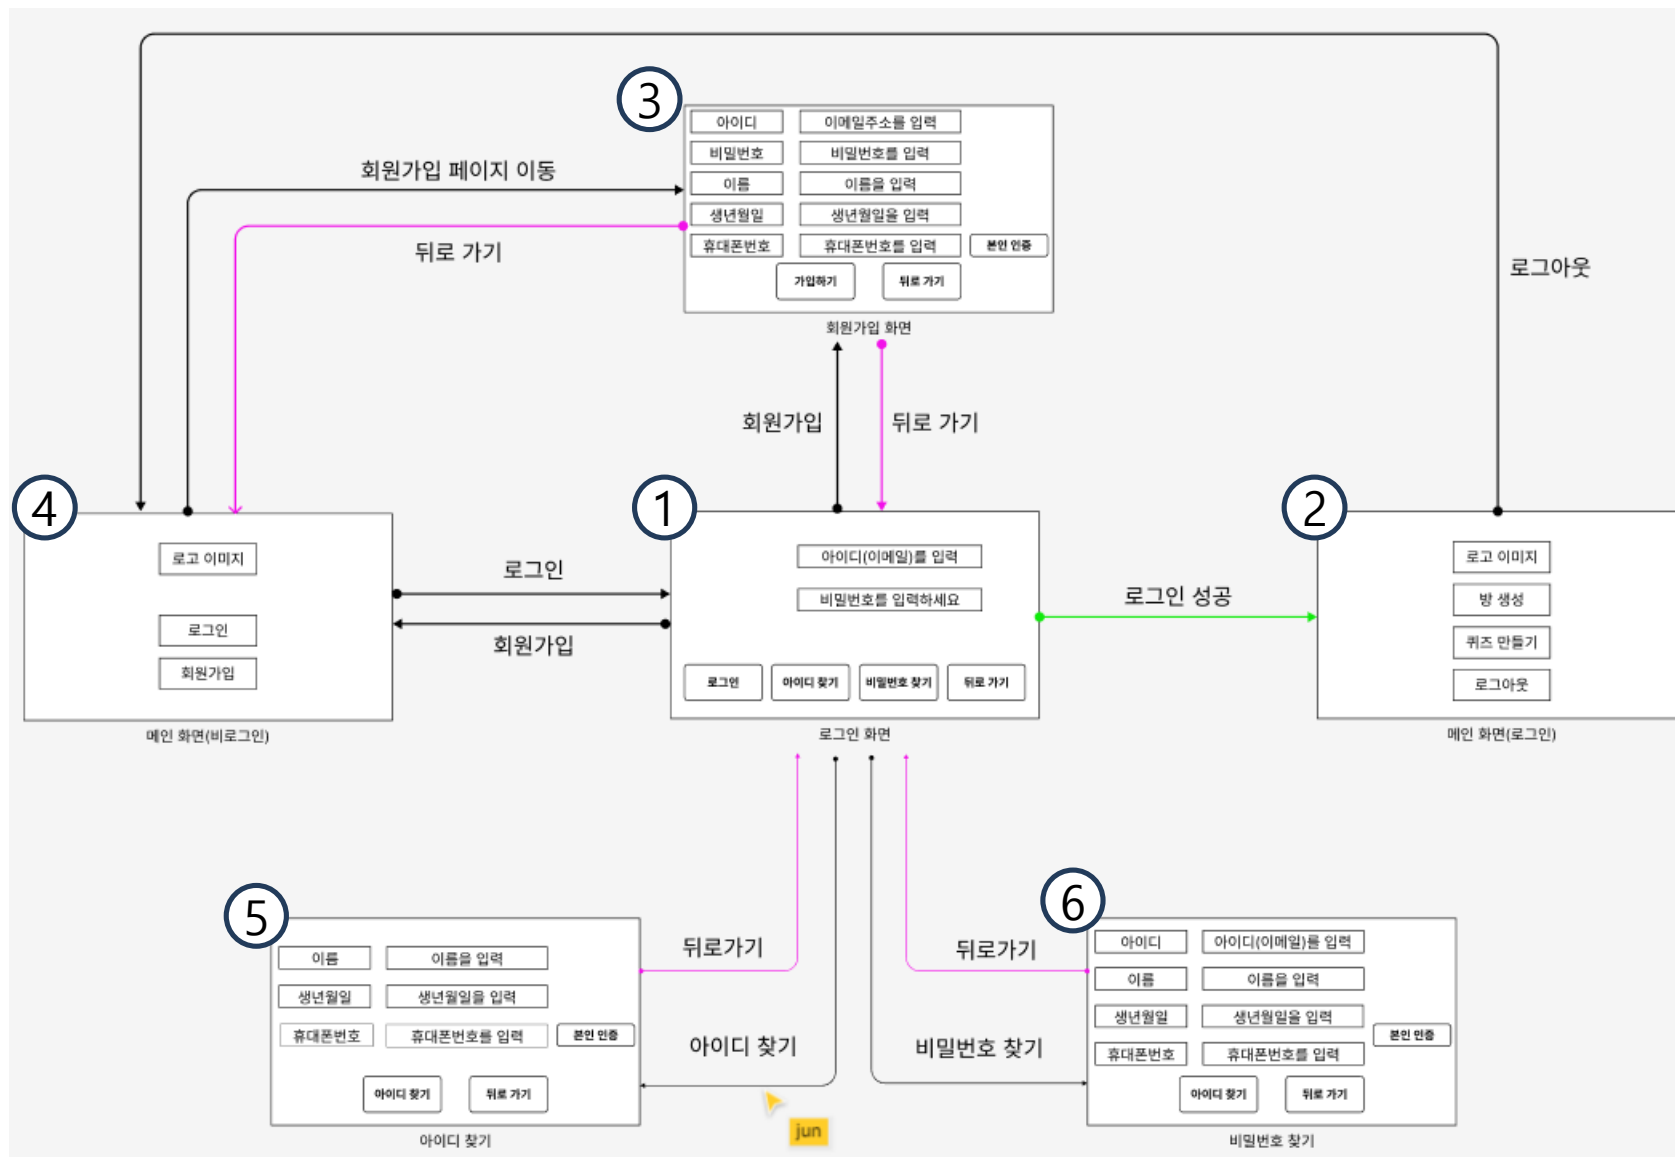 3
아이디
이메일주소를 입력
비밀번호
비밀번호를 입력
이름
이름을 입력
생년월일
생년월일을 입력
휴대폰번호
휴대폰번호를 입력
본인 인증
가입하기
뒤로 가기
회원가입 화면
회원가입 페이지 이동
뒤로 가기
로그아웃
회원가입
뒤로 가기
4
로고 이미지
로그인
회원가입
메인 화면(비로그인)
로그인
회원가입
1
아이디(이메일)를 입력
비밀번호를 입력하세요
로그인
아이디 찾기
비밀번호 찾기
뒤로 가기
로그인 화면
로그인 성공
2
로고 이미지
방 생성
퀴즈 만들기
로그아웃
메인 화면(로그인)
5
이름
이름을 입력
생년월일
생년월일을 입력
휴대폰번호
휴대폰번호를 입력
본인 인증
아이디 찾기
뒤로 가기
아이디 찾기
뒤로가기
아이디 찾기
jun
뒤로가기
비밀번호 찾기
6
아이디
아이디(이메일)를 입력
이름
이름을 입력
생년월일
생년월일을 입력
휴대폰번호
휴대폰번호를 입력
본인 인증
아이디 찾기
뒤로 가기
비밀번호 찾기